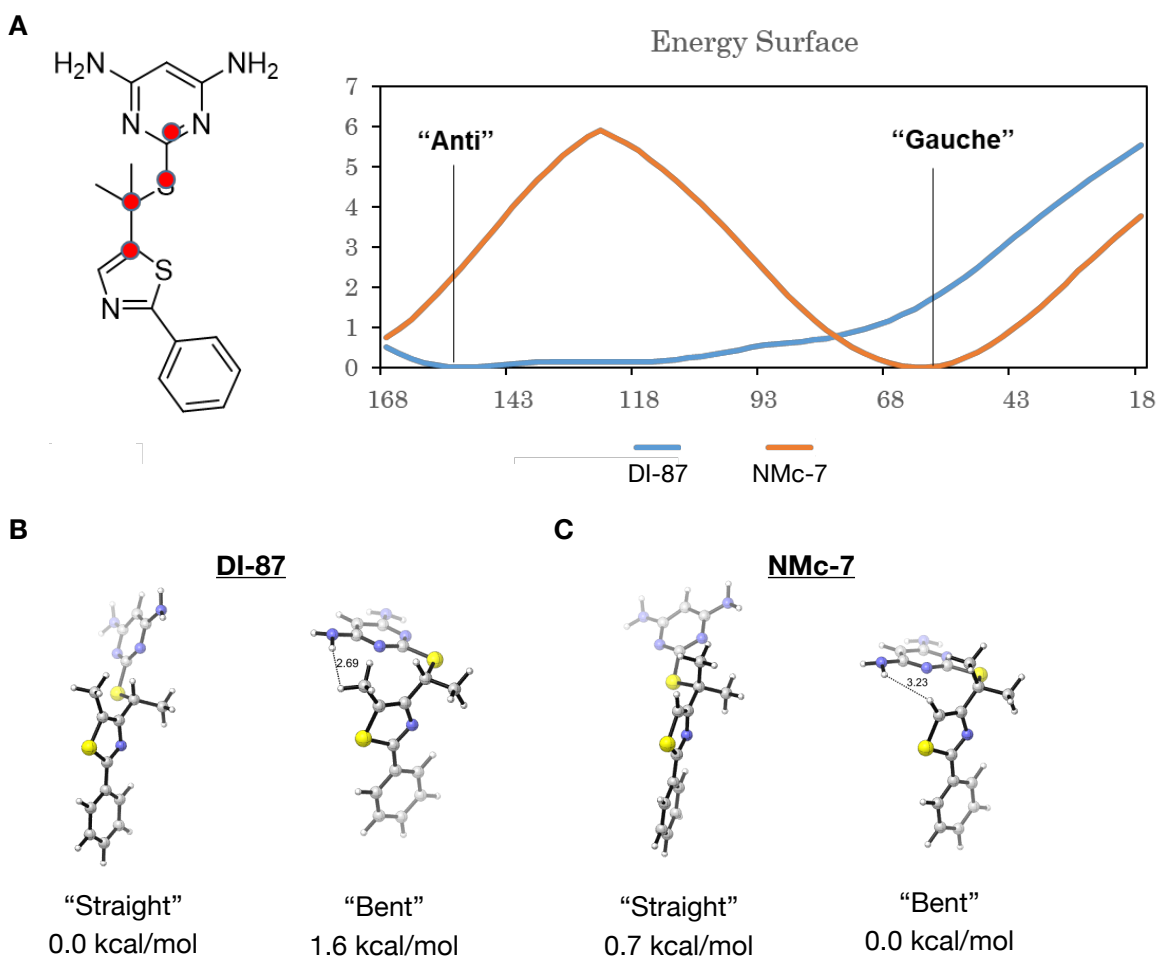 A
Energy Surface
H₂N NH₂
N N
S
S
N
7
6
5
4
3
2
1
0
“Anti” “Gauche”
168 143 118 93 68 43 18
DI-87 NMc-7
B C
DI-87 NMc-7
2.69 3.23
“Straight” “Bent” “Straight” “Bent”
0.0 kcal/mol 1.6 kcal/mol 0.7 kcal/mol 0.0 kcal/mol